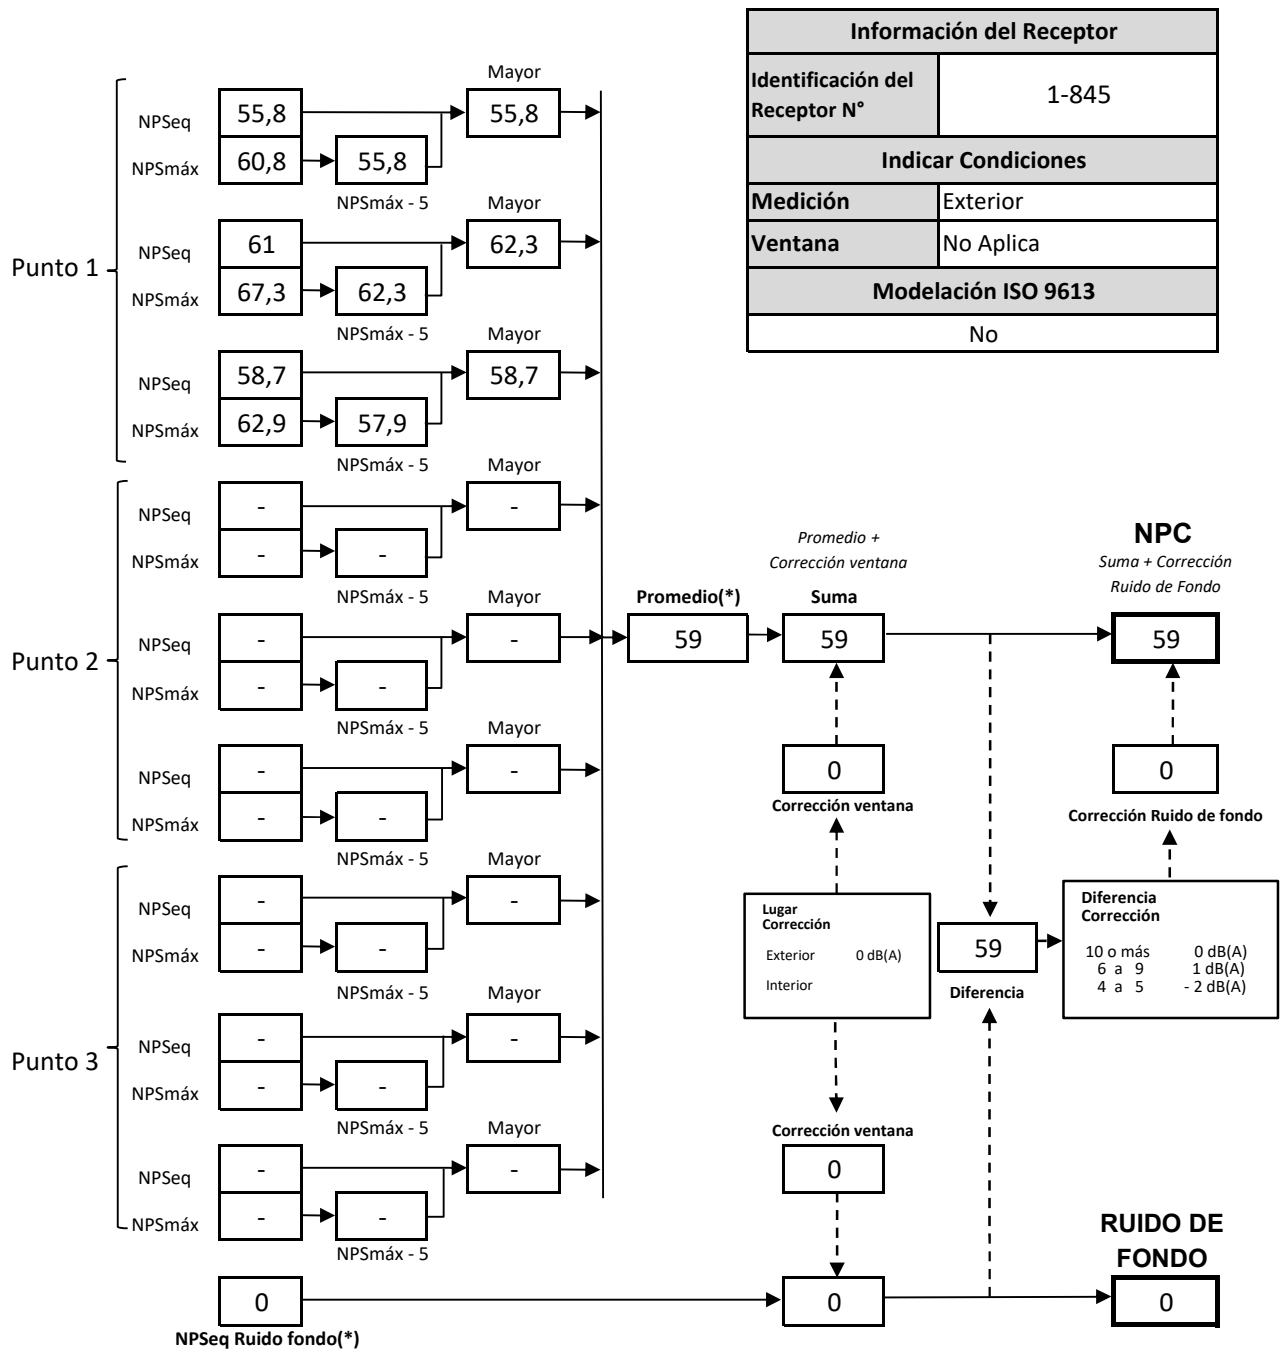 Información del Receptor
Identificación del
Receptor N°
1-845
Indicar Condiciones
Medición Exterior
Ventana No Aplica
Modelación ISO 9613
No
Punto 1
Mayor
NPSeq 55,8 55,8
NPSmáx 60,8 55,8
NPSmáx - 5
Mayor
NPSeq 61 62,3
NPSmáx 67,3 62,3
NPSmáx - 5
Mayor
NPSeq 58,7 58,7
NPSmáx 62,9 57,9
NPSmáx - 5
Punto 2
Mayor
NPSeq - -
NPSmáx - -
NPSmáx - 5
Mayor
NPSeq - -
NPSmáx - -
NPSmáx - 5
Mayor
NPSeq - -
NPSmáx - -
NPSmáx - 5
Punto 3
Mayor
NPSeq - -
NPSmáx - -
NPSmáx - 5
Mayor
NPSeq - -
NPSmáx - -
NPSmáx - 5
Mayor
NPSeq - -
NPSmáx - -
NPSmáx - 5
0
NPSeq Ruido fondo(*)
Promedio(*)
59
Promedio +
Corrección ventana
Suma
59
0
Corrección ventana
Lugar
Corrección
Exterior 0 dB(A)
Interior
Corrección ventana
0
0
59
Diferencia
NPC
Suma + Corrección
Ruido de Fondo
59
0
Corrección Ruido de fondo
Diferencia
Corrección
10 o más 0 dB(A)
6 a 9 1 dB(A)
4 a 5 - 2 dB(A)
RUIDO DE
FONDO
0